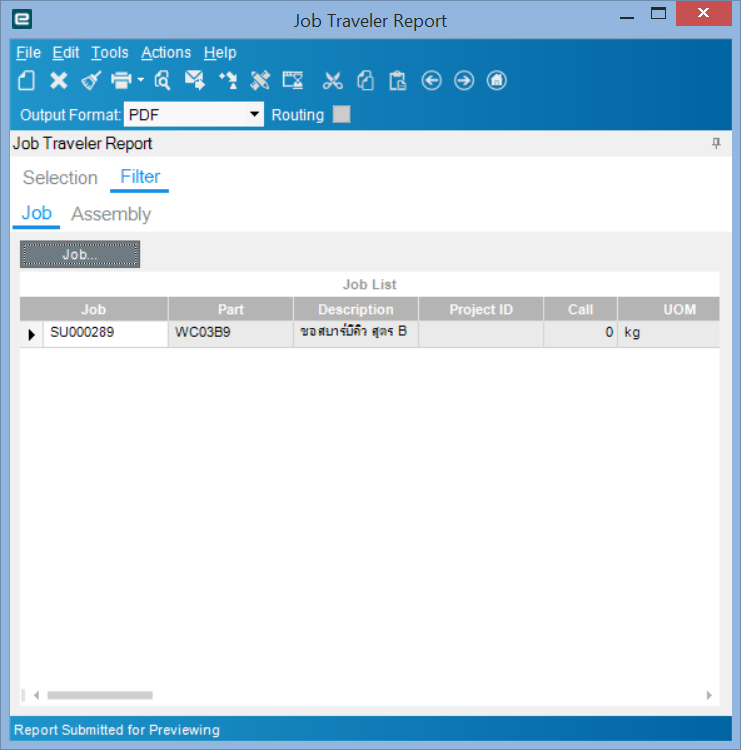 Job Traveler Report
File Edit Tools Actions Help
Output Format: PDF Routing
Job Traveler Report
Selection Filter
Job Assembly
Job...
Job List
Job Part Description Project ID Call UOM
SU000289 WC03B9 ซอสบาร์บีคิว สูตร B 0 kg
Report Submitted for Previewing